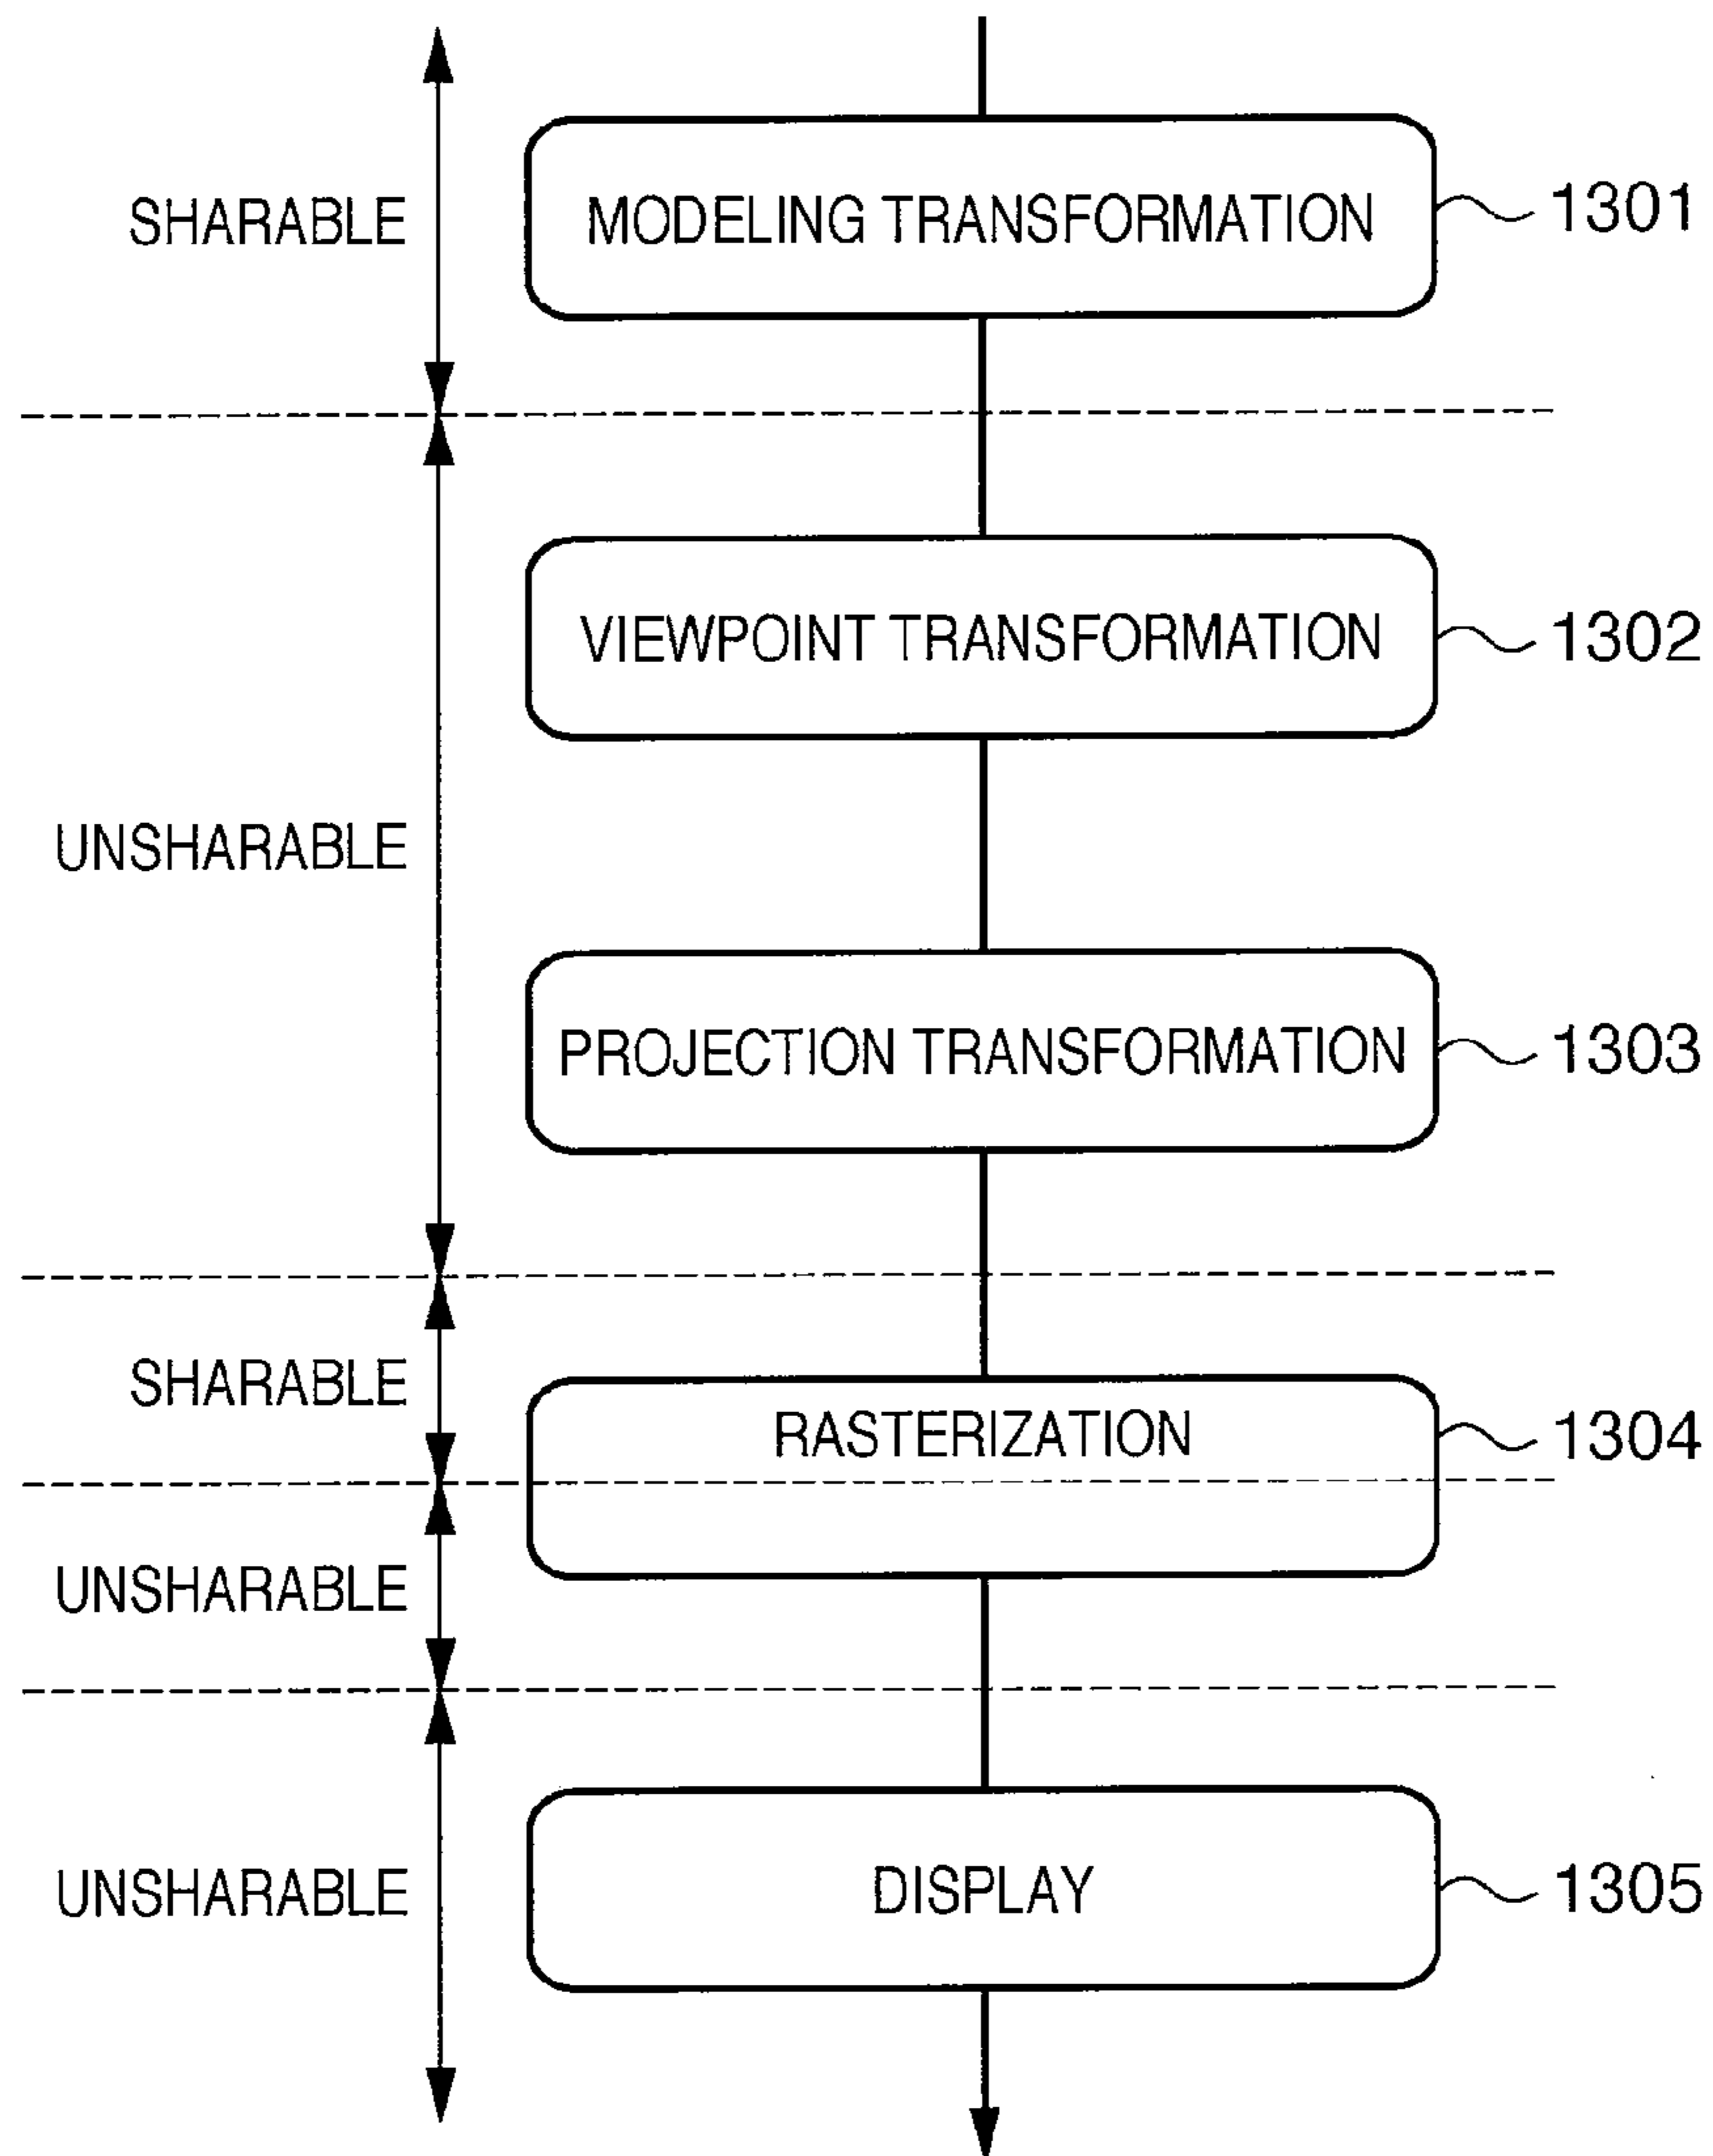 SHARABLE
MODELING TRANSFORMATION
1301
VIEWPOINT TRANSFORMATION
1302
UNSHARABLE
PROJECTION TRANSFORMATION
1303
SHARABLE
RASTERIZATION
1304
UNSHARABLE
UNSHARABLE
DISPLAY
1305